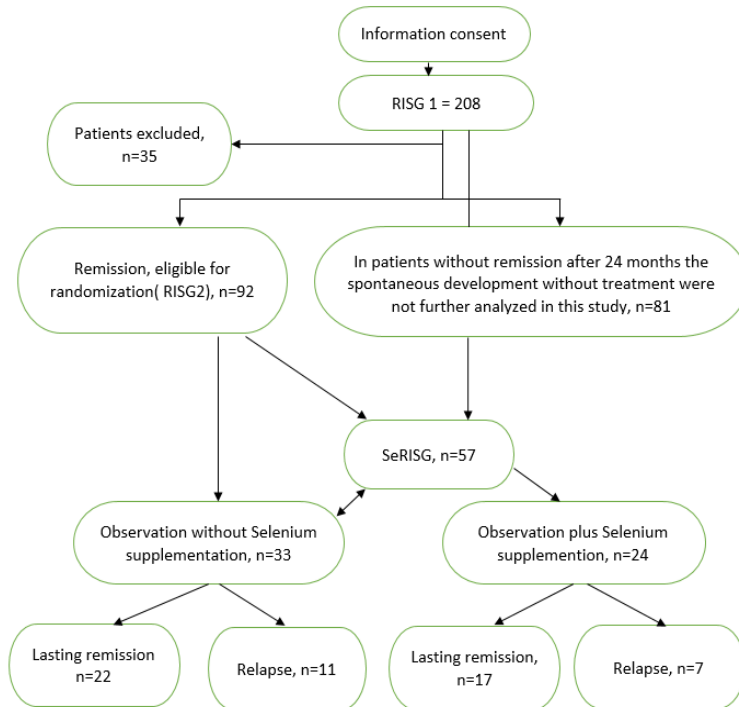 Information consent
RISG 1 = 208
Patients excluded,
n=35
Remission, eligible for
randomization( RISG2), n=92
In patients without remission after 24 months the
spontaneous development without treatment were
not further analyzed in this study, n=81
SeRISG, n=57
Observation without Selenium
supplementation, n=33
Observation plus Selenium
supplemention, n=24
Lasting remission
n=22
Relapse, n=11
Lasting remission,
n=17
Relapse, n=7